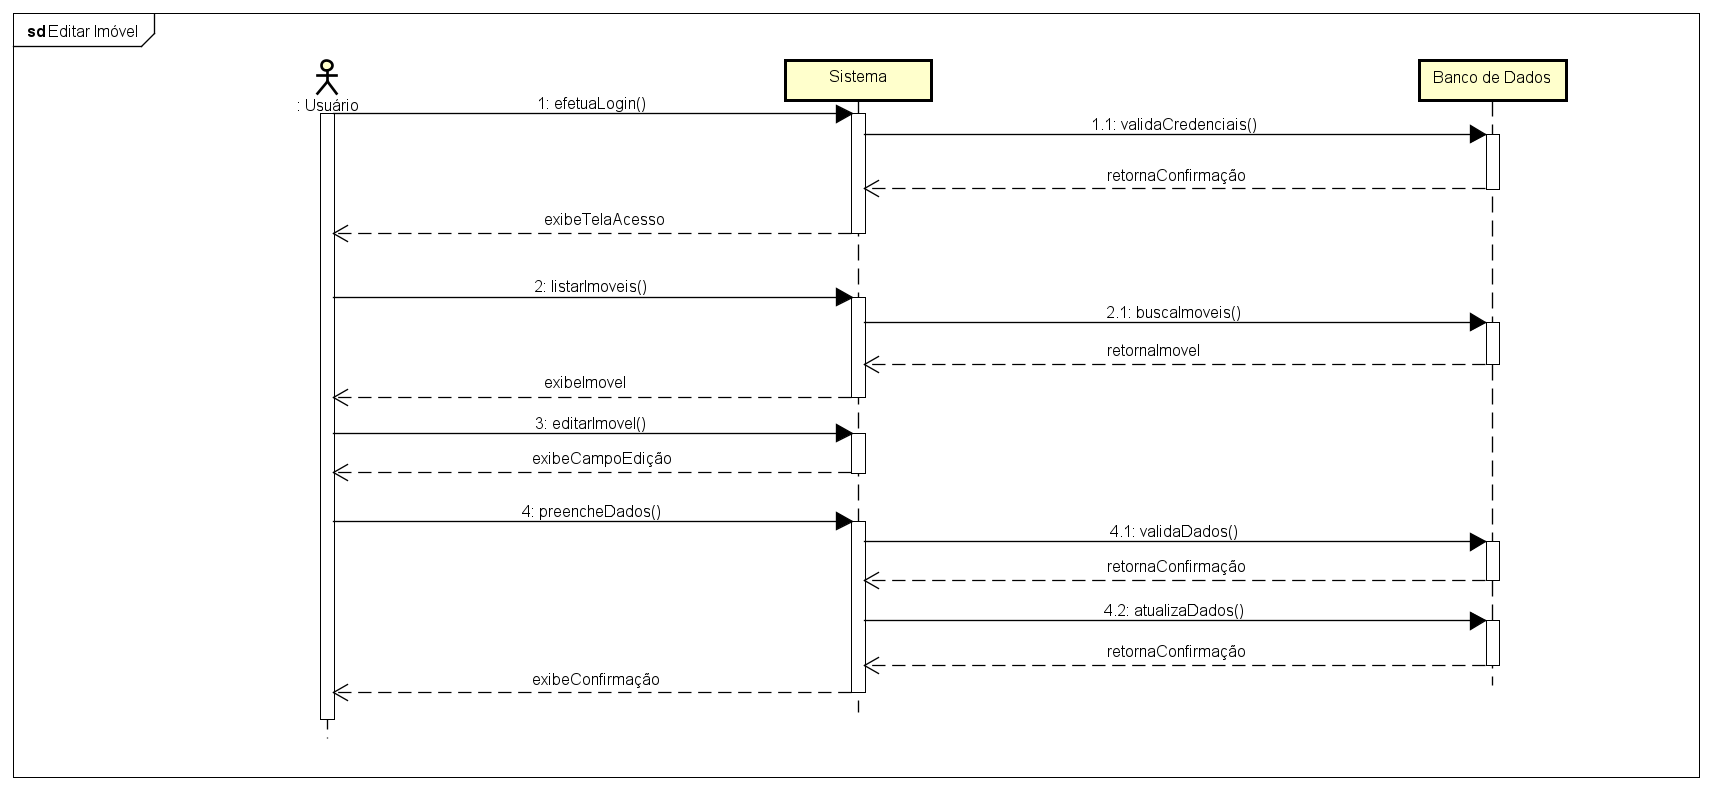 sd Editar Imóvel
: Usuário
Sistema
Banco de Dados
1: efetuaLogin()
1.1: validaCredenciais()
retornaConfirmação
exibeTelaAcesso
2: listarImoveis()
2.1: buscaImoveis()
retornaImovel
exibeImovel
3: editarImovel()
exibeCampoEdição
4: preencheDados()
4.1: validaDados()
retornaConfirmação
4.2: atualizaDados()
retornaConfirmação
exibeConfirmação